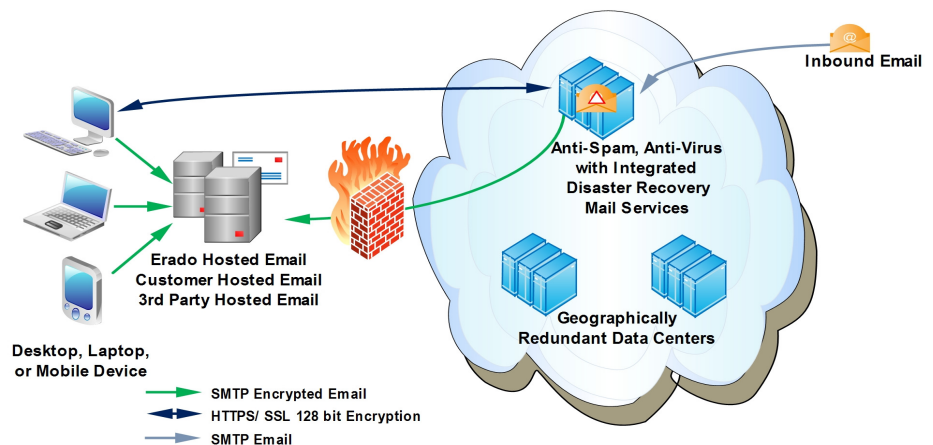 @
Inbound Email
Anti-Spam, Anti-Virus
with Integrated
Disaster Recovery
Mail Services
Erado Hosted Email
Customer Hosted Email
3rd Party Hosted Email
Geographically
Redundant Data Centers
Desktop, Laptop,
or Mobile Device
SMTP Encrypted Email
HTTPS/ SSL 128 bit Encryption
SMTP Email